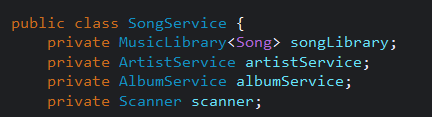 public class SongService {
    private MusicLibrary<Song> songLibrary;
    private ArtistService artistService;
    private AlbumService albumService;
    private Scanner scanner;